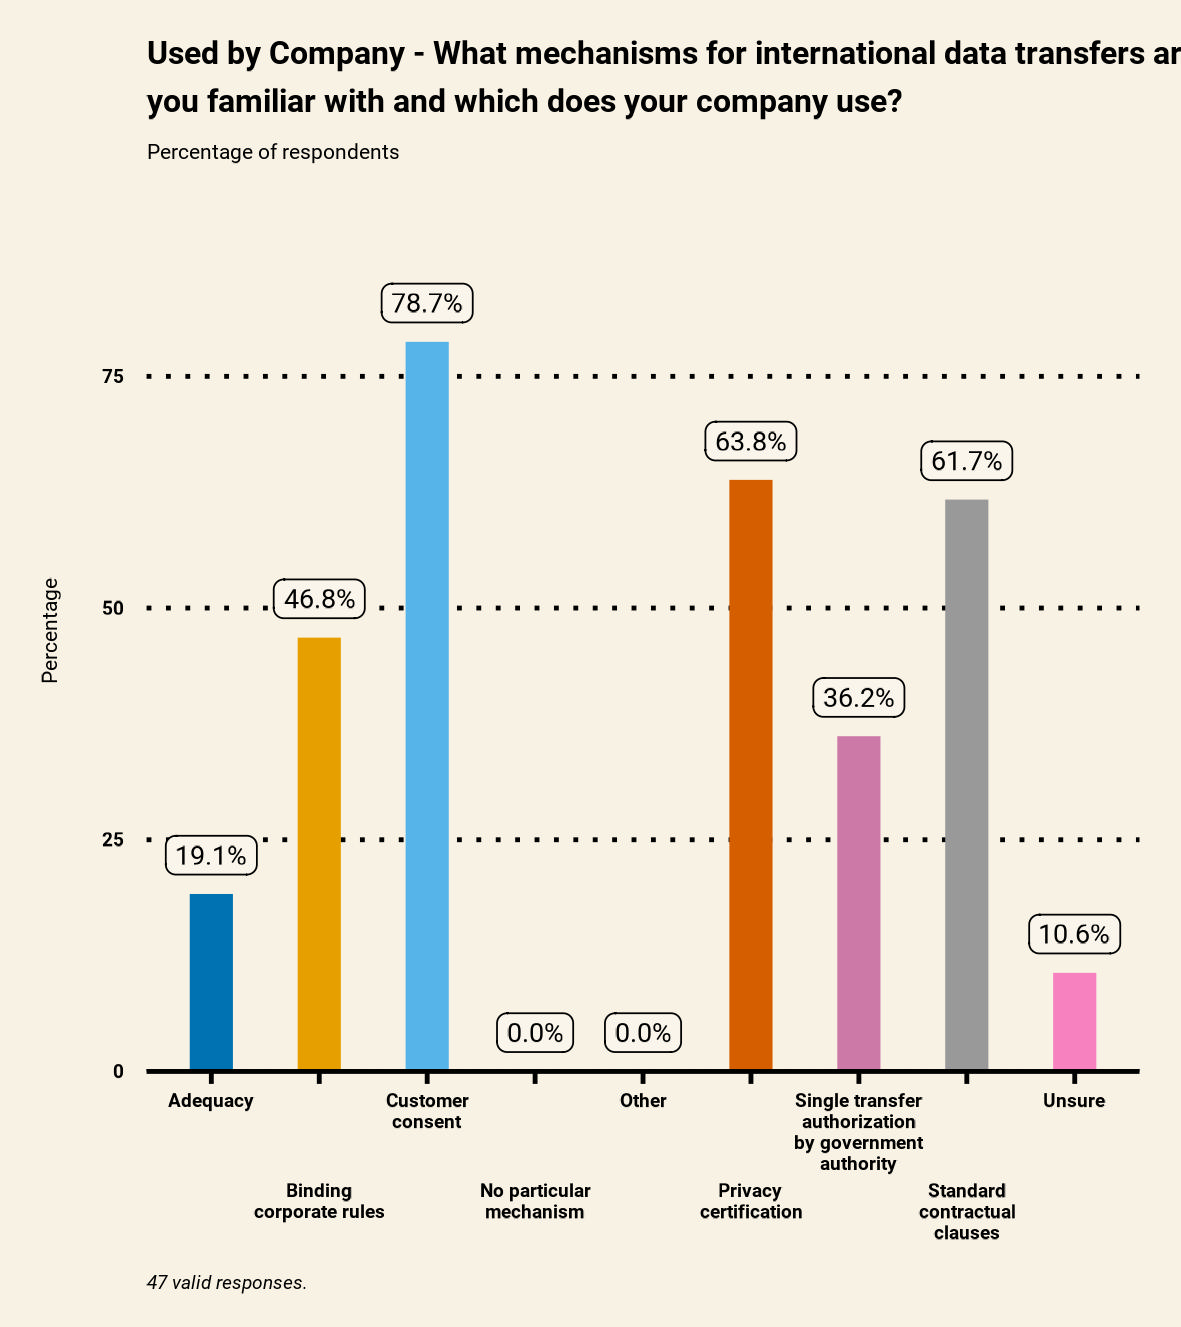 Used by Company - What mechanisms for international data transfers ar
you familiar with and which does your company use?
Percentage of respondents
78.7%
75
63.8%
61.7%
50
46.8%
Percentage
36.2%
25
19.1%
10.6%
0.0%
0.0%
0
Adequacy
Customer
consent
Other
Single transfer
authorization
by government
authority
Unsure
Binding
corporate rules
No particular
mechanism
Privacy
certification
Standard
contractual
clauses
47 valid responses.